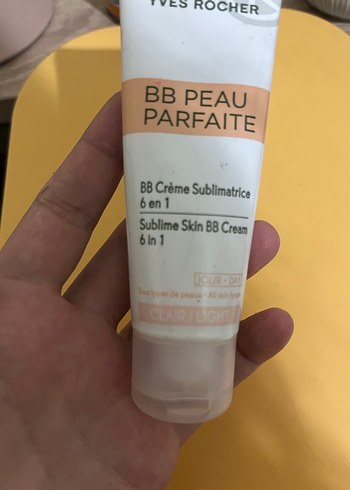 YVES ROCHER
BB PEAU
PARFAITE
BB Crème Sublimatrice
6 en 1
Sublime Skin BB Cream
6 in 1
JOUR - DAY
Tout types de peaux - All skin types
CLAIR / LIGHT